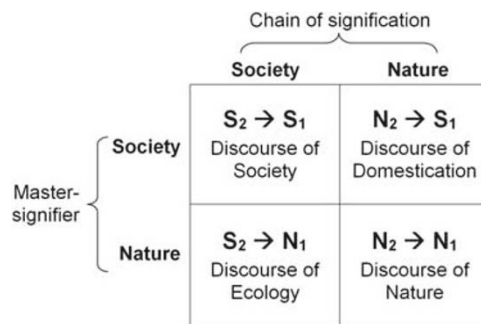 Chain of signification
Society Nature
S₂ → S₁ N₂ → S₁
Society Discourse of Discourse of
Society Domestication
Master-
signifier
S₂ → N₁ N₂ → N₁
Nature Discourse of Discourse of
Ecology Nature